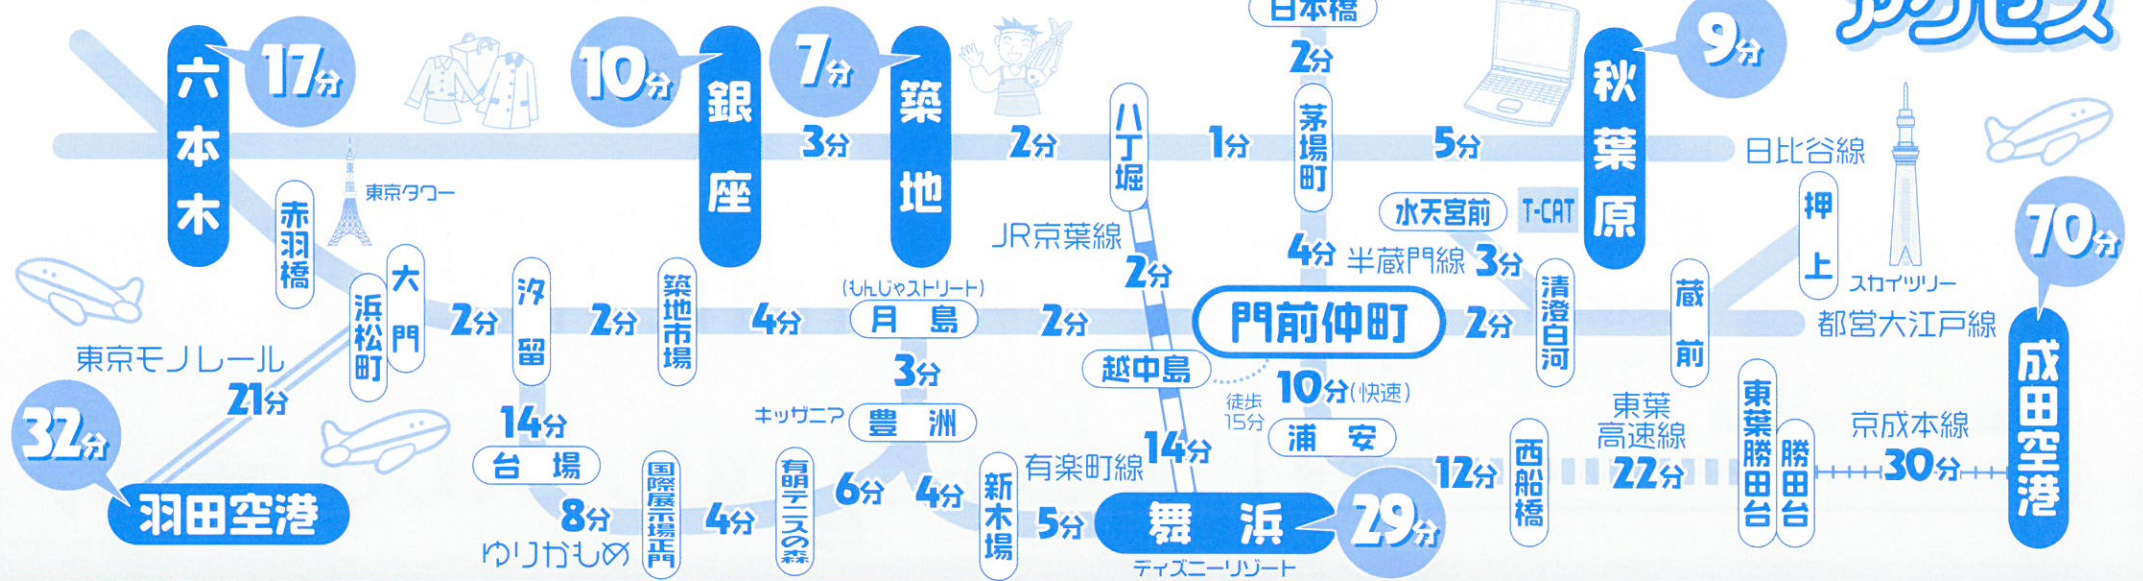 アクセス
日本橋
2分
六本木
17分
10分
銀座
7分
築地
秋葉原
9分
3分
2分
八丁堀
1分
茅場町
5分
日比谷線
東京タワー
赤羽橋
JR京葉線
2分
4分
水天宮前
T-CAT
半蔵門線
3分
押上
スカイツリー
70分
浜松町
大門
2分
汐留
2分
築地市場
4分
(もんじゃストリート)
月島
2分
門前仲町
2分
清澄白河
蔵前
都営大江戸線
成田空港
東京モノレール
21分
32分
羽田空港
14分
台場
3分
キッザニア
豊洲
越中島
徒歩
15分
10分(快速)
浦安
8分
ゆりかもめ
国際展示場正門
4分
有明テニスの森
6分
4分
新木場
有楽町線
5分
14分
舞浜
29分
ディズニーリゾート
12分
西船橋
東葉
高速線
22分
東葉勝田台
勝田台
京成本線
30分